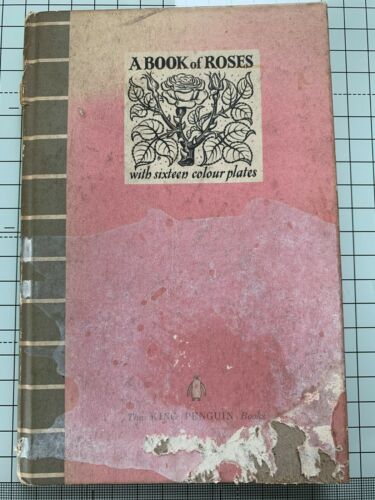 A BOOK of ROSES
with sixteen colour plates
The KING PENGUIN Books